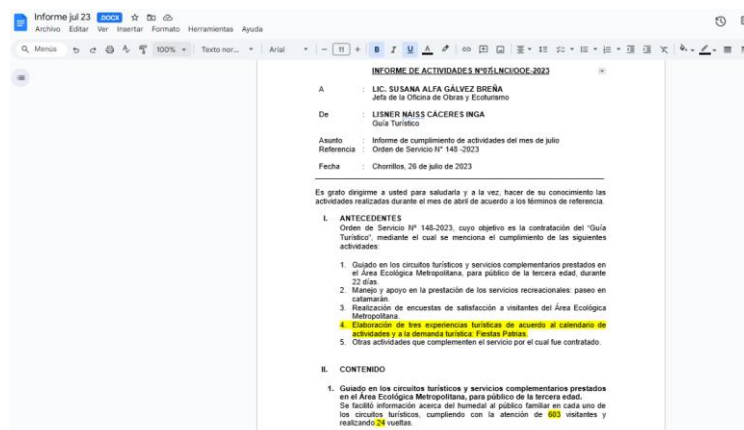 Informe jul 23 .DOCX
Archivo Editar Ver Insertar Formato Herramientas Ayuda
Menús 100% Texto nor... Arial 11 B I U A
INFORME DE ACTIVIDADES
A : LIC. SUSANA ALFA GÁLVEZ BREÑA
Jefa de la Oficina de Obras y Ecoturismo
De : LISNER NAISS CÁCERES INGA
Guía Turístico
Asunto : Informe de cumplimiento de actividades del mes de julio
Referencia : Orden de Servicio N° 148 -2023
Fecha : Chorrillos, 26 de julio de 2023
Es grato dirigirme a usted para saludarla y a la vez, hacer de su conocimiento las
actividades realizadas durante el mes de abril de acuerdo a los términos de referencia.
I. ANTECEDENTES
Orden de Servicio N° 148-2023, cuyo objetivo es la contratación del "Guía
Turístico", mediante el cual se menciona el cumplimiento de las siguientes
actividades:
1. Guiado en los circuitos turísticos y servicios complementarios prestados en
el Área Ecológica Metropolitana, para público de la tercera edad, durante
22 días.
2. Manejo y apoyo en la prestación de los servicios recreacionales: paseo en
catamarán.
3. Realización de encuestas de satisfacción a visitantes del Área Ecológica
Metropolitana.
4. Elaboración de tres experiencias turísticas de acuerdo al calendario de
actividades y a la demanda turística: Fiestas Patrias.
5. Otras actividades que complementen el servicio por el cual fue contratado.
II. CONTENIDO
1. Guiado en los circuitos turísticos y servicios complementarios prestados
en el Área Ecológica Metropolitana, para público de la tercera edad.
Se facilitó información acerca del humedal al público familiar en cada uno de
los circuitos turísticos, cumpliendo con la atención de 603 visitantes y
realizando 24 vueltas.